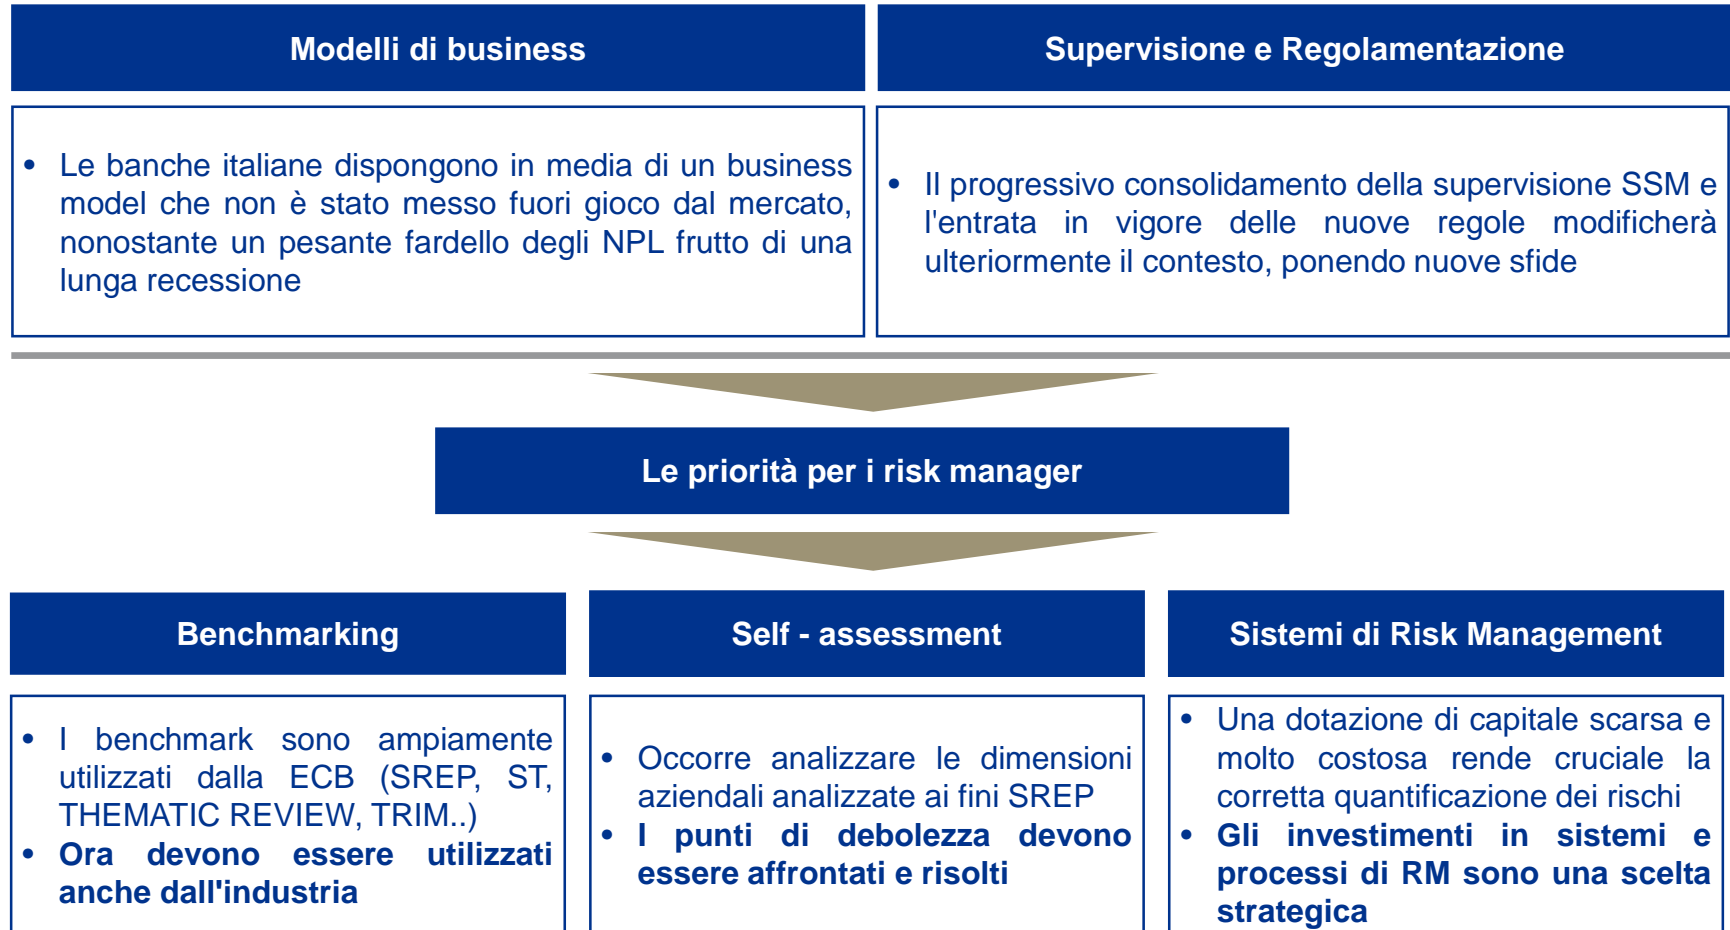 Modelli di business
Supervisione e Regolamentazione
• Le banche italiane dispongono in media di un business
model che non è stato messo fuori gioco dal mercato,
nonostante un pesante fardello degli NPL frutto di una
lunga recessione
• Il progressivo consolidamento della supervisione SSM e
l'entrata in vigore delle nuove regole modificherà
ulteriormente il contesto, ponendo nuove sfide
Le priorità per i risk manager
Benchmarking
Self - assessment
Sistemi di Risk Management
• I benchmark sono ampiamente
utilizzati dalla ECB (SREP, ST,
THEMATIC REVIEW, TRIM..)
• Ora devono essere utilizzati
anche dall'industria
• Occorre analizzare le dimensioni
aziendali analizzate ai fini SREP
• I punti di debolezza devono
essere affrontati e risolti
• Una dotazione di capitale scarsa e
molto costosa rende cruciale la
corretta quantificazione dei rischi
• Gli investimenti in sistemi e
processi di RM sono una scelta
strategica